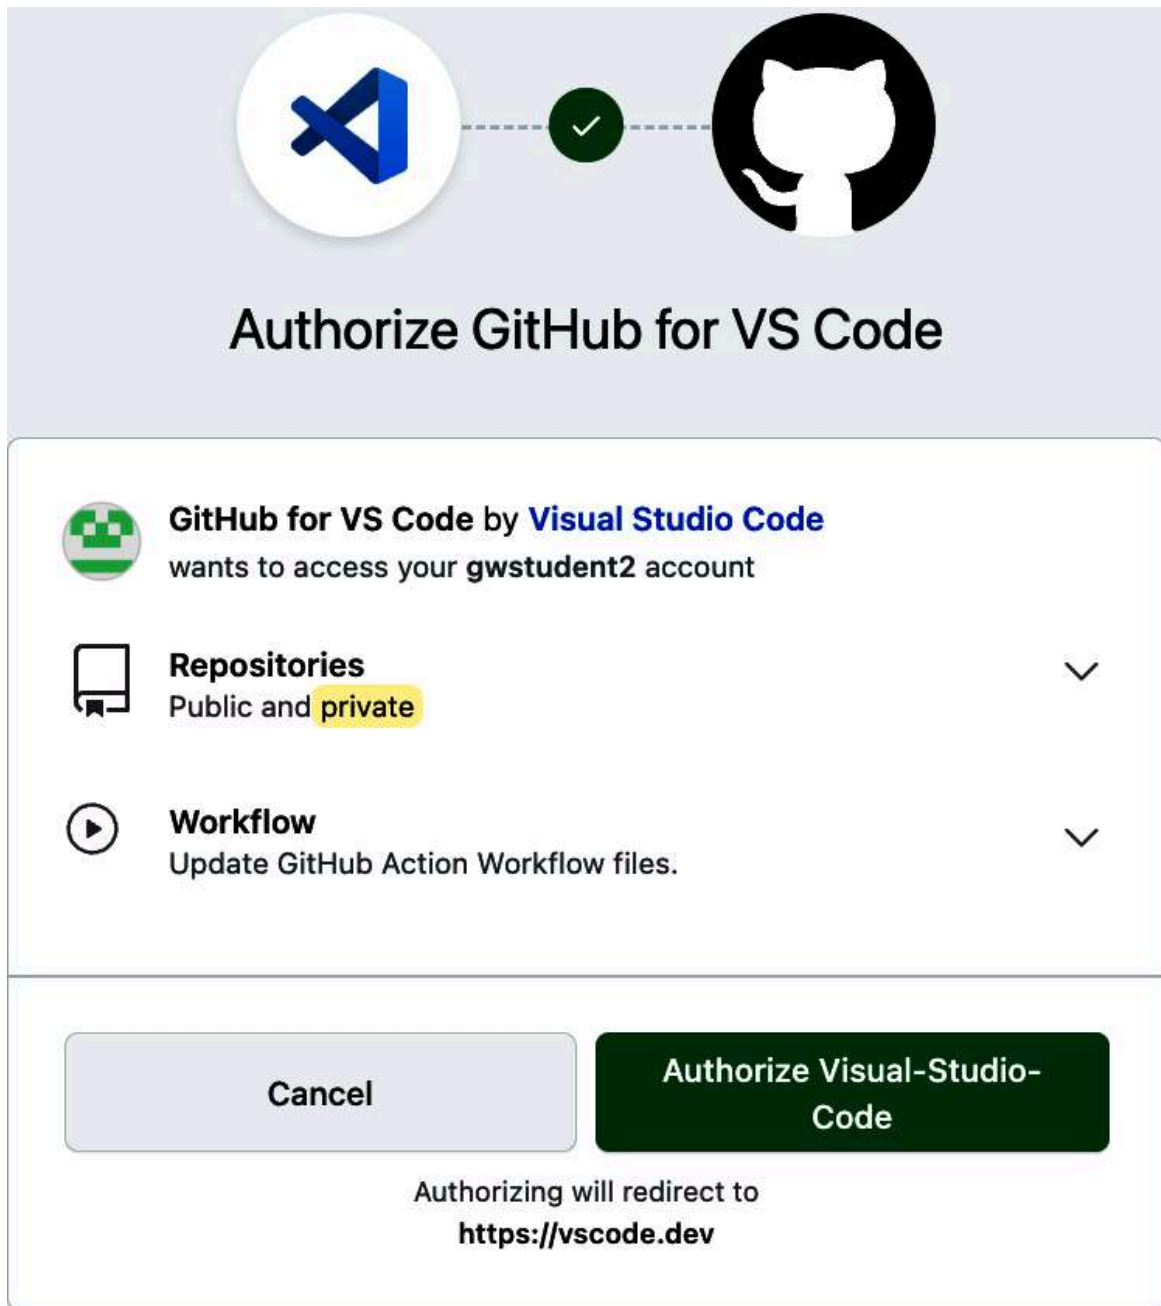 Authorize GitHub for VS Code
GitHub for VS Code by Visual Studio Code
wants to access your gwstudent2 account
Repositories
Public and private
Workflow
Update GitHub Action Workflow files.
Cancel
Authorize Visual-Studio-
Code
Authorizing will redirect to
https://vscode.dev